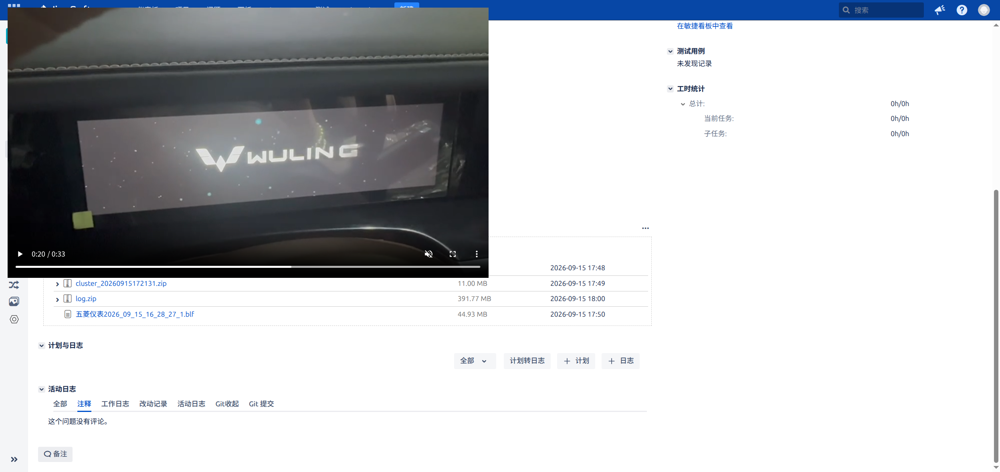 新建
搜索
在敏捷看板中查看
测试用例
未发现记录
工时统计
总计:
0h/0h
当前任务:
0h/0h
子任务:
0h/0h
WULING
0:20 / 0:33
2026-09-15 17:48
cluster_20260915172131.zip
11.00 MB
2026-09-15 17:49
log.zip
391.77 MB
2026-09-15 18:00
五菱仪表2026_09_15_16_28_27_1.blf
44.93 MB
2026-09-15 17:50
计划与日志
全部
计划转日志
计划
日志
活动日志
全部
注释
工作日志
改动记录
活动日志
Git收起
Git 提交
这个问题没有评论。
备注